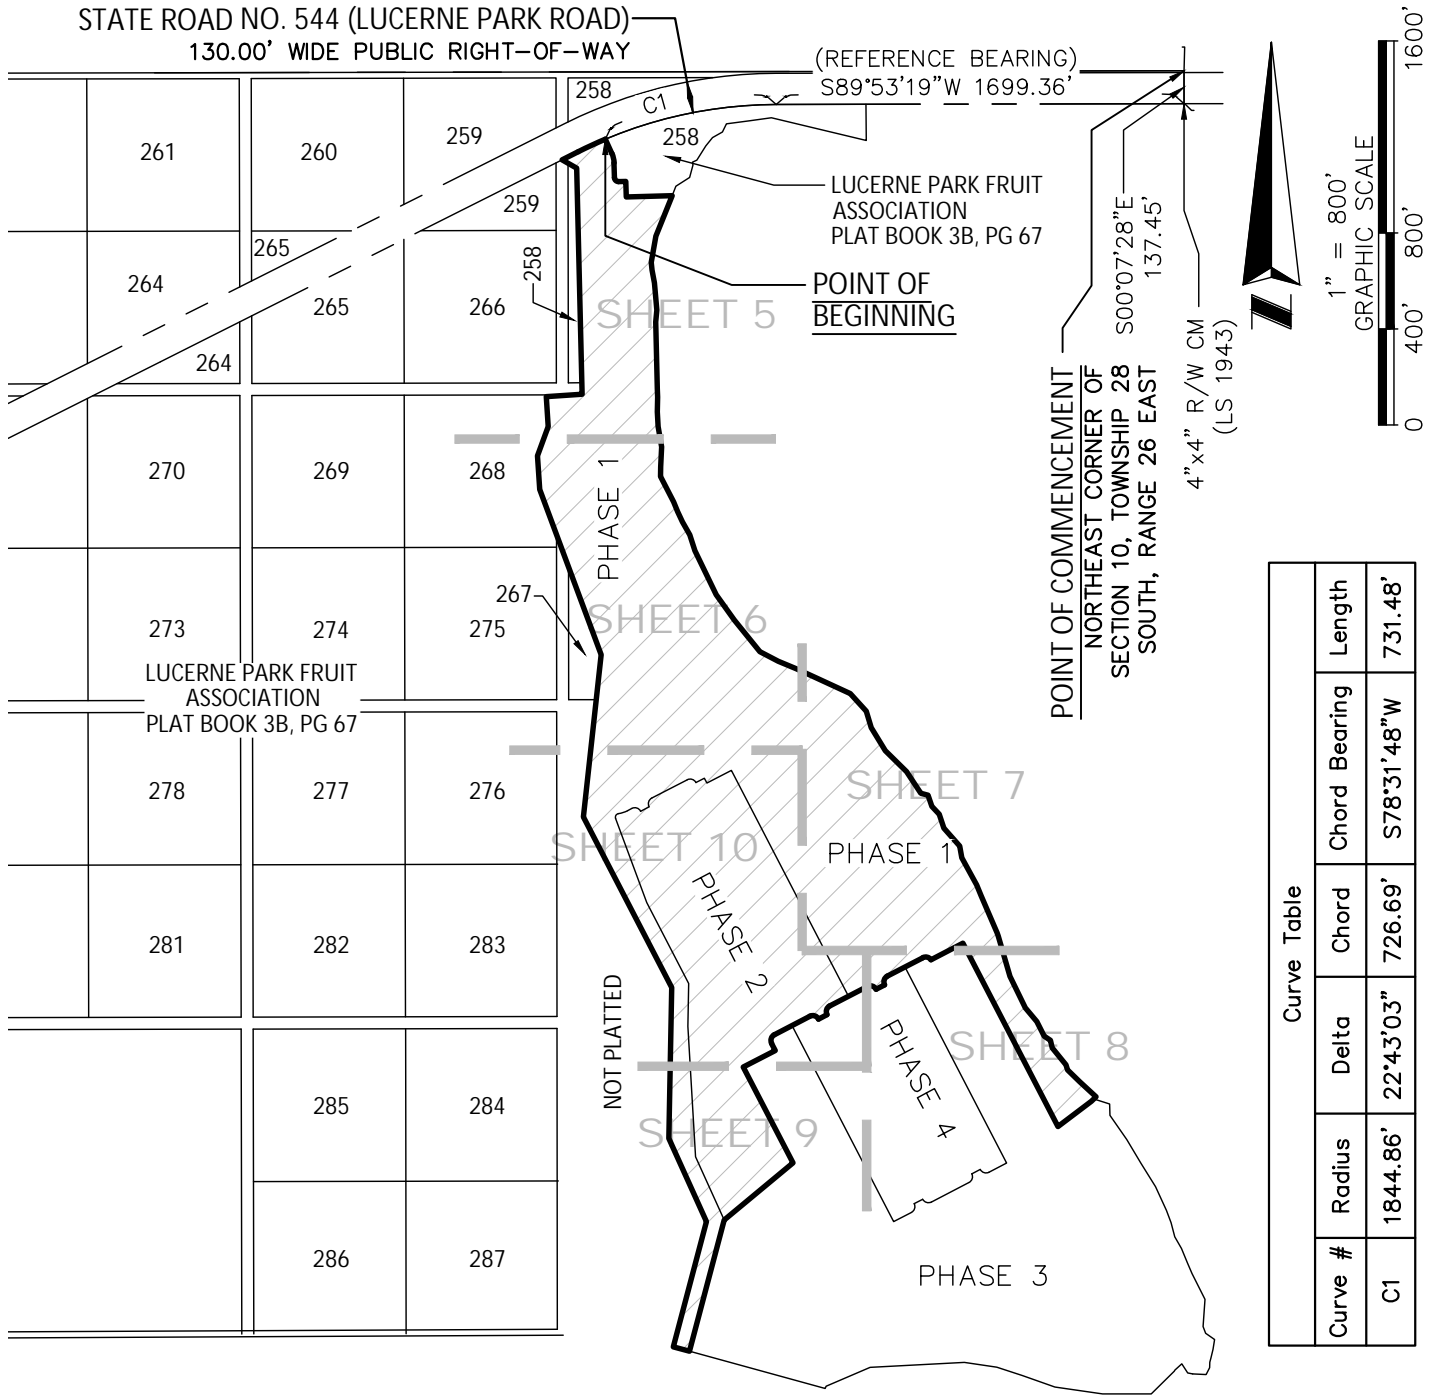 STATE ROAD NO. 544 (LUCERNE PARK ROAD)
130.00' WIDE PUBLIC RIGHT-OF-WAY
(REFERENCE BEARING)
S89°53'19"W 1699.36'
258
C1
258
261
260
259
259
LUCERNE PARK FRUIT
ASSOCIATION
PLAT BOOK 3B, PG 67
POINT OF
BEGINNING
265
258
264
265
266
264
SHEET 5
S00°07'28"E
137.45'
4"x4" R/W CM
(LS 1943)
POINT OF COMMENCEMENT
NORTHEAST CORNER OF
SECTION 10, TOWNSHIP 28
SOUTH, RANGE 26 EAST
N
1" = 800'
GRAPHIC SCALE
0
400'
800'
1600'
270
269
268
PHASE 1
267
273
274
275
SHEET 6
LUCERNE PARK FRUIT
ASSOCIATION
PLAT BOOK 3B, PG 67
278
277
276
SHEET 7
SHEET 10
PHASE 1
PHASE 2
281
282
283
NOT PLATTED
PHASE 4
SHEET 8
285
284
SHEET 9
286
287
PHASE 3
Curve Table
Curve # Radius Delta Chord Chord Bearing Length
C1 1844.86' 22°43'03" 726.69' S78°31'48"W 731.48'